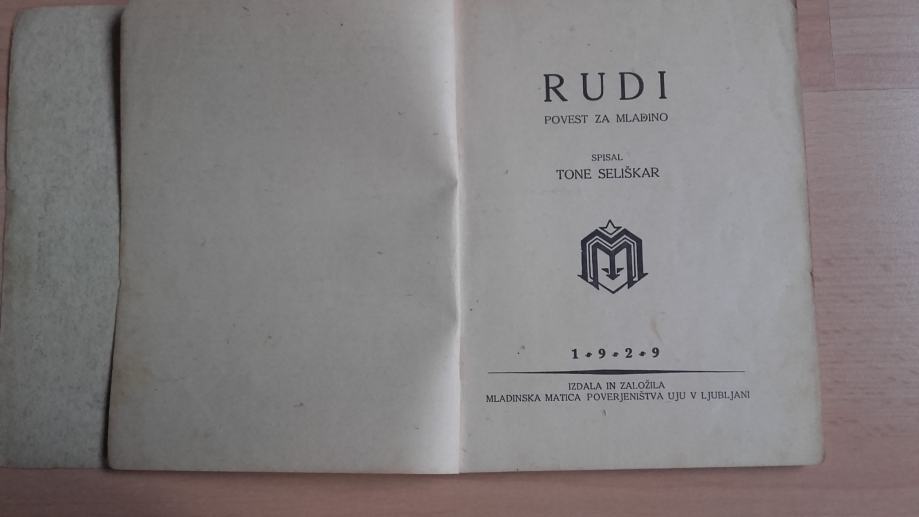 RUDI
POVEST ZA MLADINO
SPISAL
TONE SELIŠKAR
M
1•9•2•9
IZDALA IN ZALOŽILA
MLADINSKA MATICA POVERJENIŠTVA UJU V LJUBLJANI